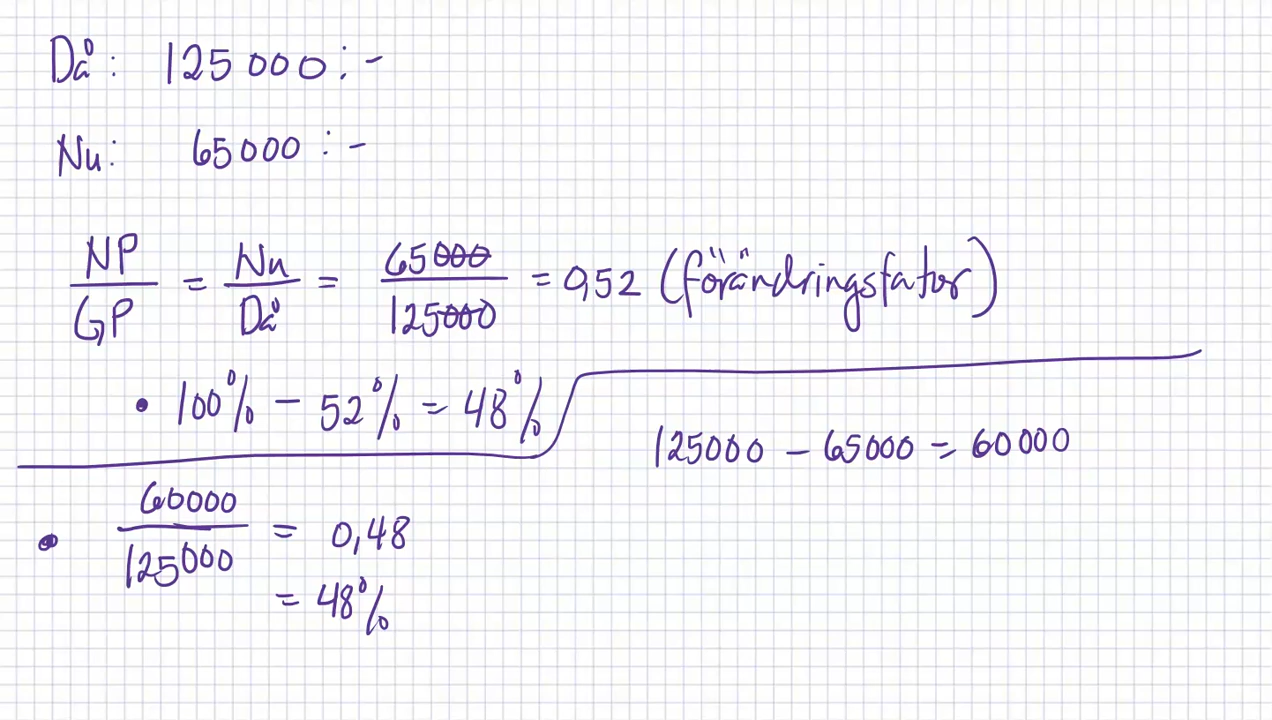 Då: 125 000:-
Nu: 65000:-
NP/GP = Nu/Då = 65000/125000 = 0,52 (förändringsfator)
• 100% - 52% = 48%
125000 - 65000 = 60000
• 60000/125000 = 0,48
= 48%